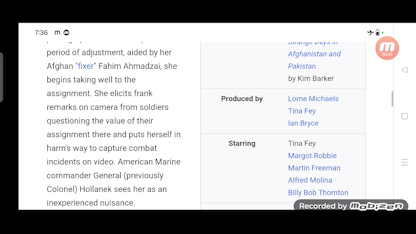 7:36
period of adjustment, aided by her
Afghan "fixer" Fahim Ahmadzai, she
begins taking well to the
assignment. She elicits frank
remarks on camera from soldiers
questioning the value of their
assignment there and puts herself in
harm's way to capture combat
incidents on video. American Marine
commander General (previously
Colonel) Hollanek sees her as an
inexperienced nuisance.
Strange Days in
Afghanistan and
Pakistan
by Kim Barker
Produced by
Lorne Michaels
Tina Fey
Ian Bryce
Starring
Tina Fey
Margot Robbie
Martin Freeman
Alfred Molina
Billy Bob Thornton
Recorded by Mobizen